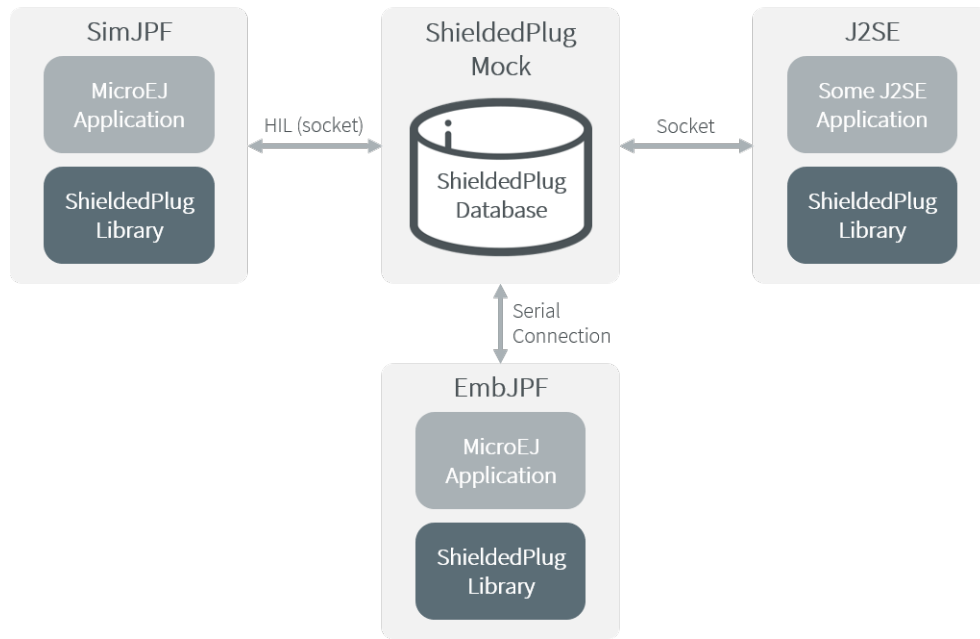 SimJPF
MicroEJ
Application
ShieldedPlug
Library
HIL (socket)
ShieldedPlug
Mock
ShieldedPlug
Database
Socket
J2SE
Some J2SE
Application
ShieldedPlug
Library
Serial
Connection
EmbJPF
MicroEJ
Application
ShieldedPlug
Library